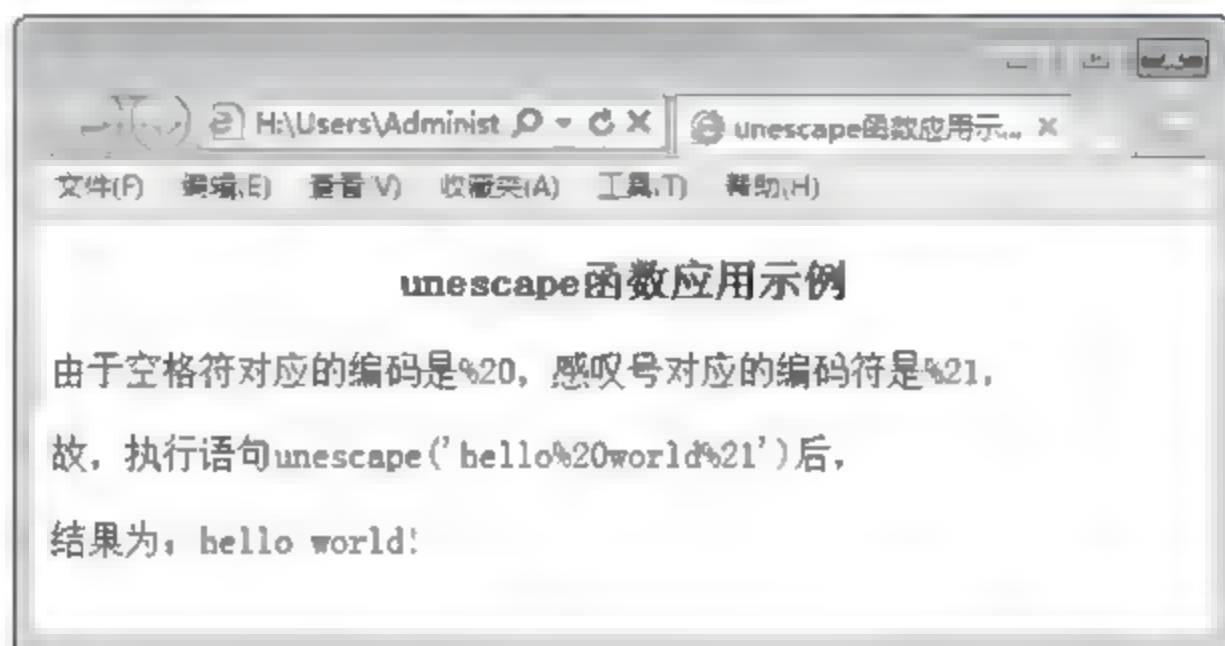 H:\Users\Administ
unescape函数应用示... ×
文件(F) 编辑(E) 查看(V) 收藏夹(A) 工具(T) 帮助(H)
unescape函数应用示例
由于空格符对应的编码是%20，感叹号对应的编码符是%21，
故，执行语句unescape('hello%20world%21')后，
结果为：hello world!